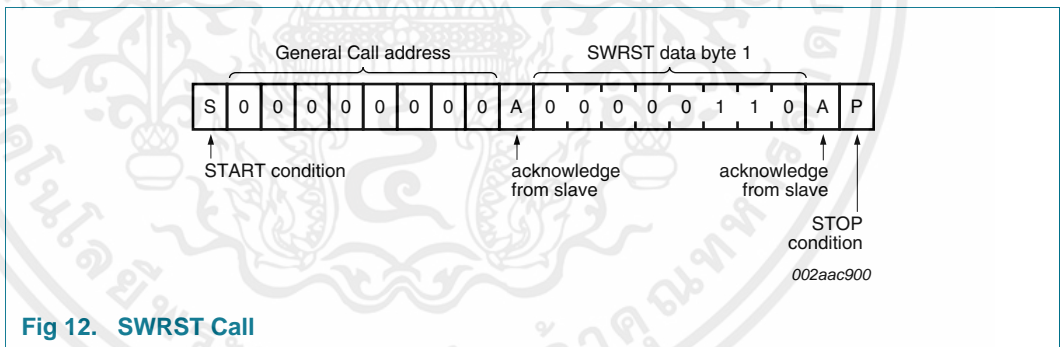 General Call address SWRST data byte 1
S 0 0 0 0 0 0 0 0 A 0 0 0 0 0 1 1 0 A P
START condition acknowledge from slave acknowledge from slave
STOP condition
002aac900
Fig 12. SWRST Call